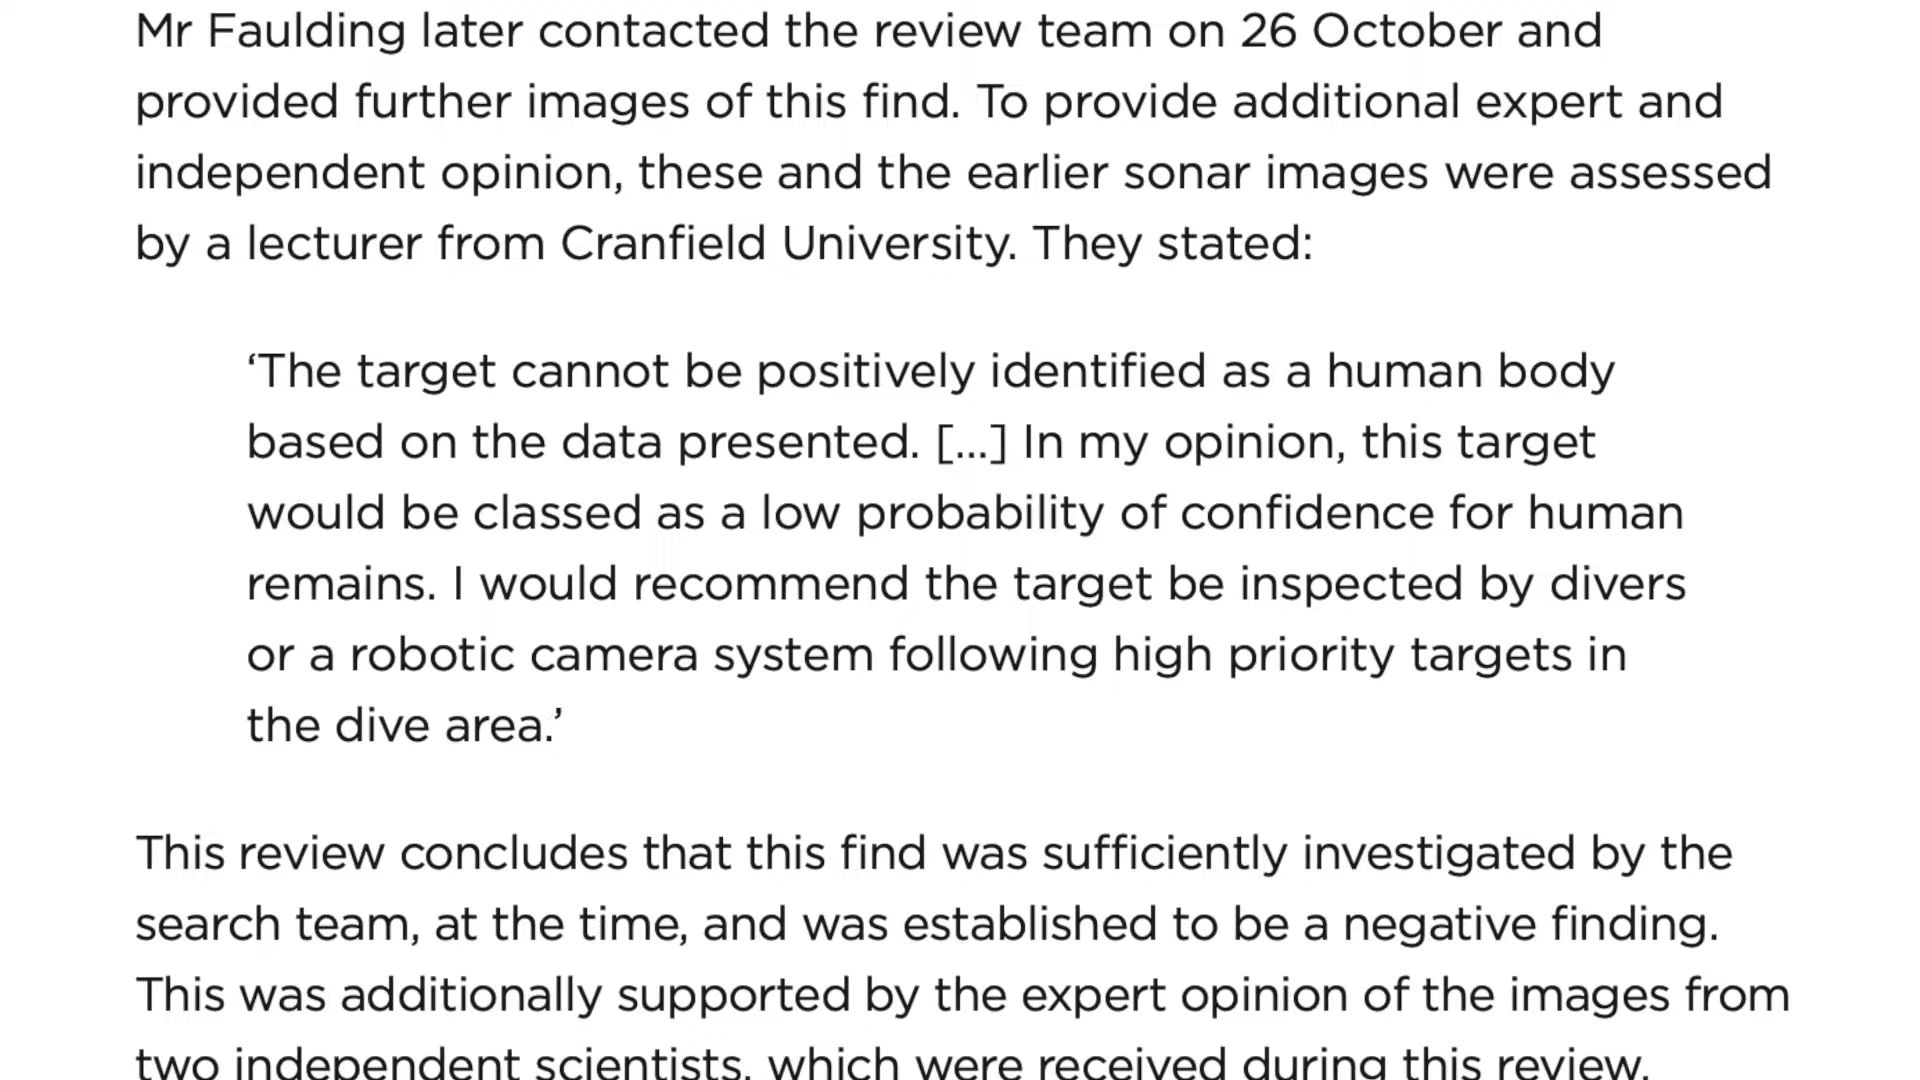 Mr Faulding later contacted the review team on 26 October and
provided further images of this find. To provide additional expert and
independent opinion, these and the earlier sonar images were assessed
by a lecturer from Cranfield University. They stated:
‘The target cannot be positively identified as a human body
based on the data presented. [...] In my opinion, this target
would be classed as a low probability of confidence for human
remains. I would recommend the target be inspected by divers
or a robotic camera system following high priority targets in
the dive area.’
This review concludes that this find was sufficiently investigated by the
search team, at the time, and was established to be a negative finding.
This was additionally supported by the expert opinion of the images from
two independent scientists, which were received during this review.